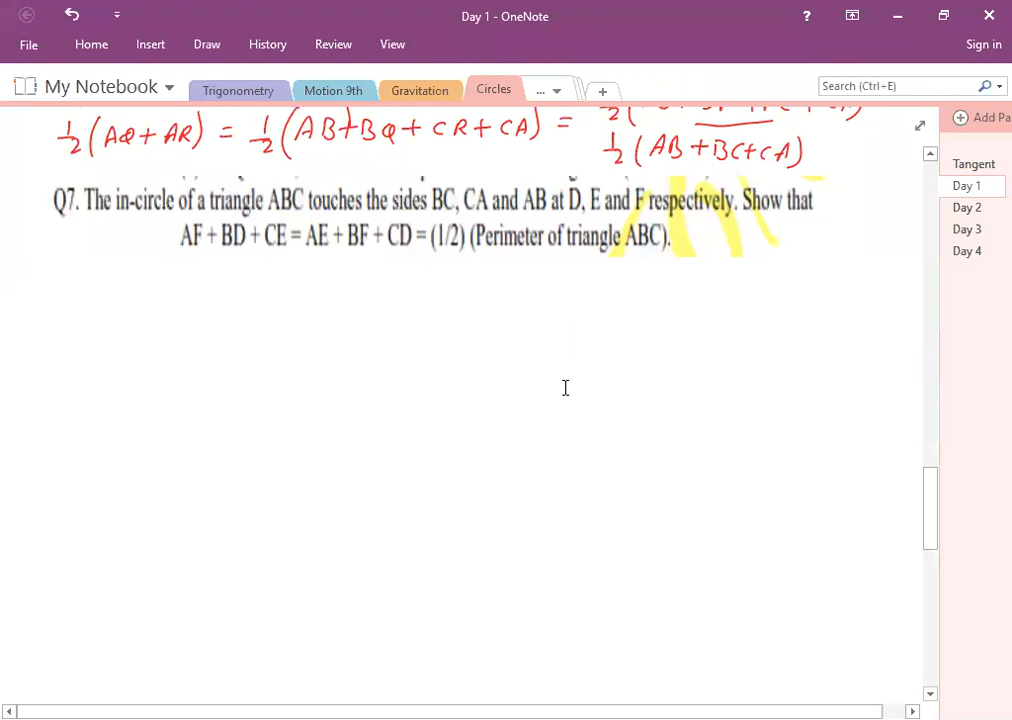 Day 1 - OneNote
?
File Home Insert Draw History Review View Sign in
My Notebook Trigonometry Motion 9th Gravitation Circles ... + Search (Ctrl+E)
Add Pa
½(AQ + AR) = ½(AB + BQ + CR + CA) =
½(AB + BC + CA)
Tangent
Day 1
Day 2
Day 3
Day 4
Q7. The in-circle of a triangle ABC touches the sides BC, CA and AB at D, E and F respectively. Show that
AF + BD + CE = AE + BF + CD = (1/2) (Perimeter of triangle ABC).